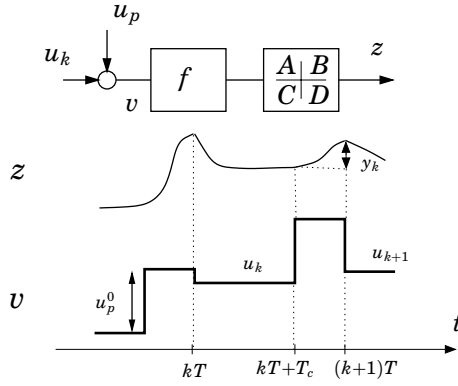 u_p
u_k
v
f
A B
C D
z
z
y_k
v
u_p^0
u_k
u_{k+1}
t
kT
kT+T_c
(k+1)T